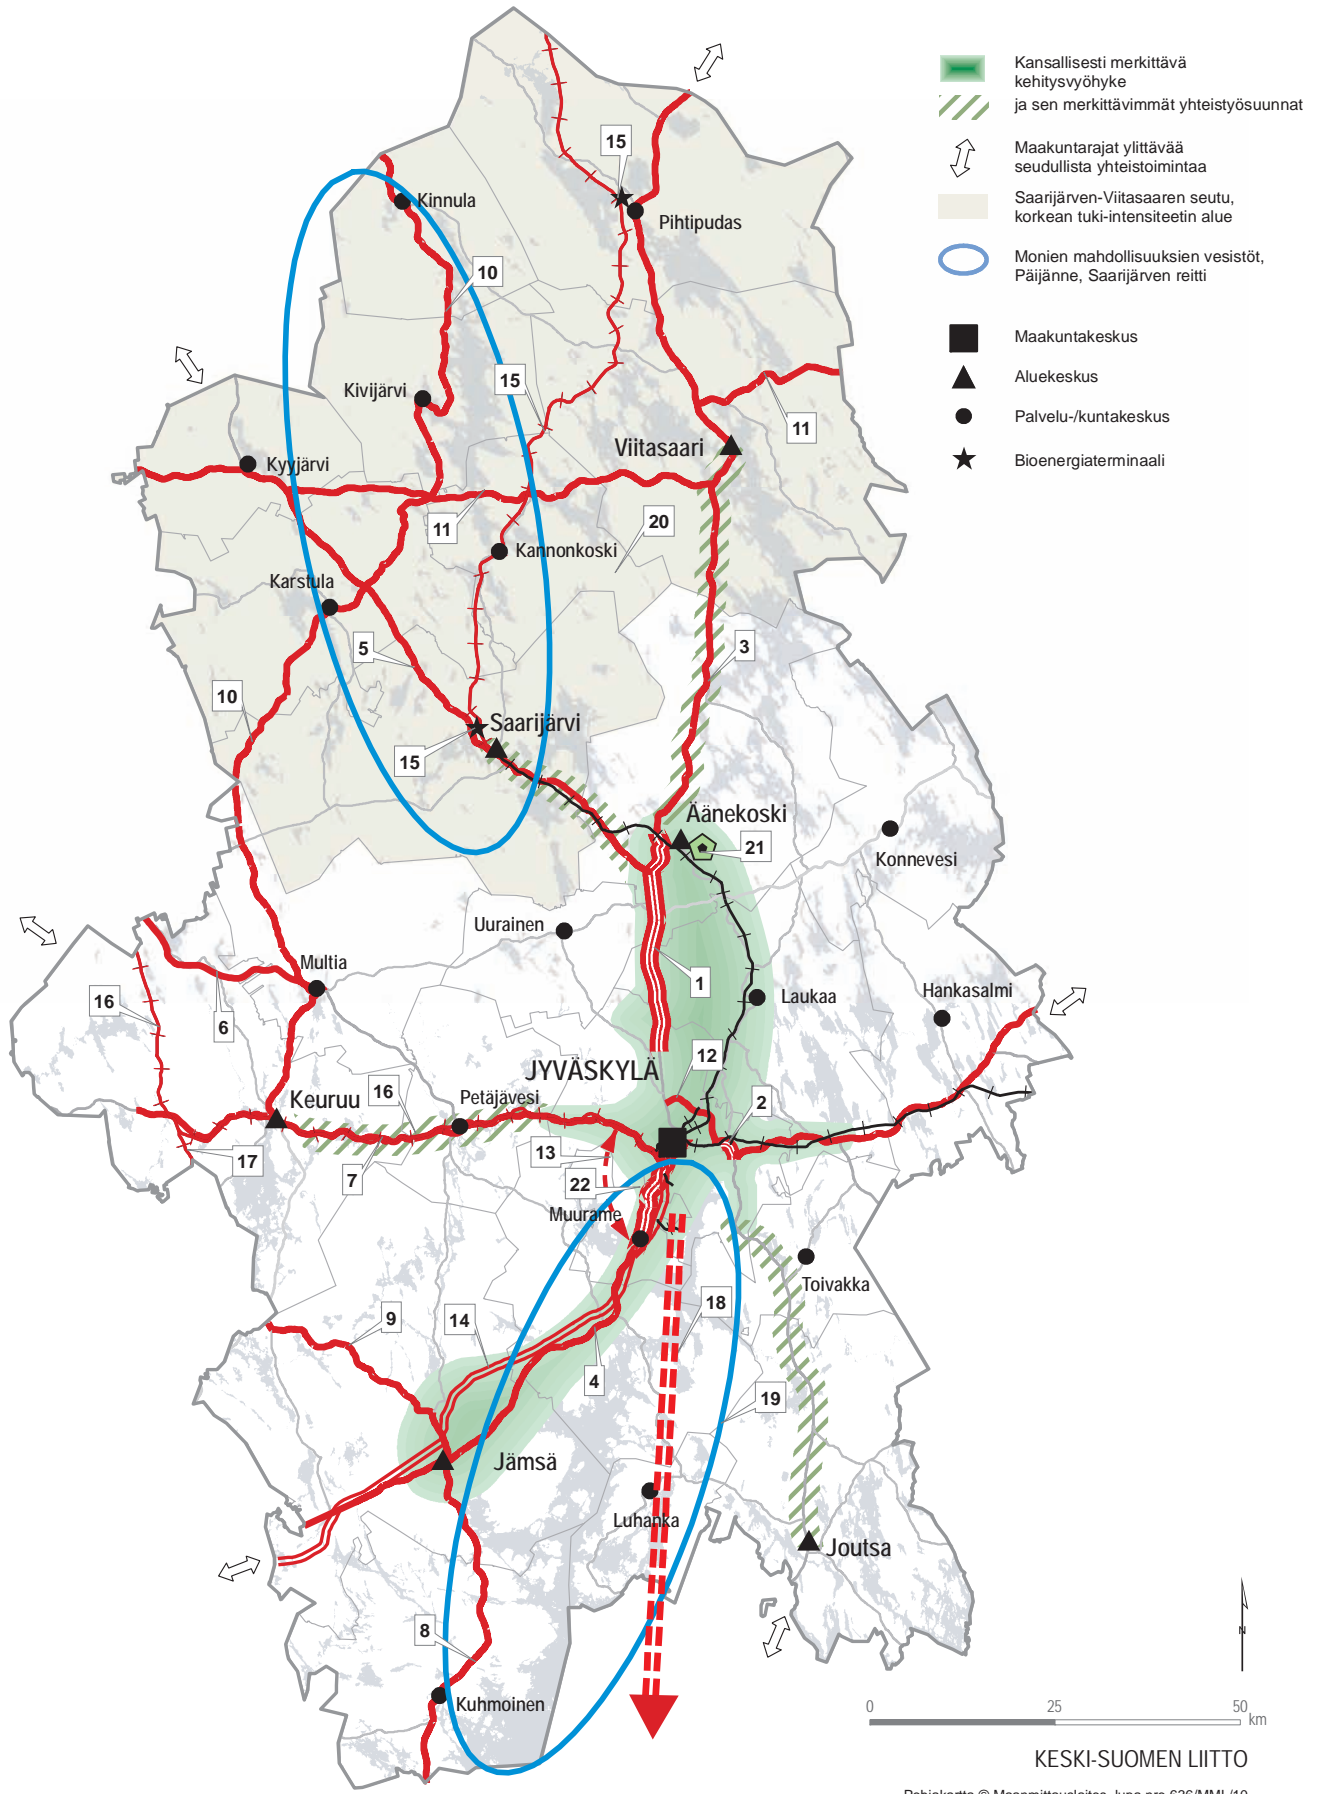 Kansallisesti merkittävä
kehitysvyöhyke
ja sen merkittävimmät yhteistyösuunnat
Maakuntarajat ylittävää
seudullista yhteistoimintaa
Saarijärven-Viitasaaren seutu,
korkean tuki-intensiteetin alue
Monien mahdollisuuksien vesistöt,
Päijänne, Saarijärven reitti
Maakuntakeskus
Aluekeskus
Palvelu-/kuntakeskus
Bioenergiaterminaali
15
Kinnula
Pihtipudas
10
15
Kivijärvi
11
Viitasaari
Kyyjärvi
11
20
Kannonkoski
Karstula
5
3
10
Saarijärvi
15
Äänekoski
21
Konnevesi
Uurainen
Multia
1
Laukaa
Hankasalmi
16
6
12
JYVÄSKYLÄ
Keuruu
16
Petäjävesi
2
13
17
7
22
Muurame
Toivakka
18
9
14
4
19
Jämsä
Luhanka
Joutsa
8
Kuhmoinen
N
0
25
50
km
KESKI-SUOMEN LIITTO